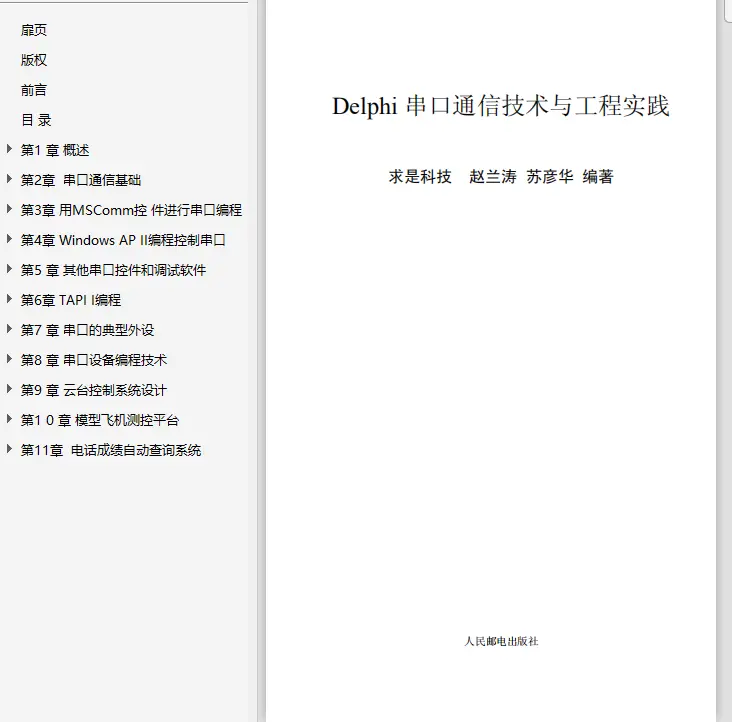 扉页
版权
前言
目 录
第1 章 概述
第2章 串口通信基础
第3章 用MSComm控 件进行串口编程
第4章 Windows AP II编程控制串口
第5 章 其他串口控件和调试软件
第6章 TAPI I编程
第7 章 串口的典型外设
第8 章 串口设备编程技术
第9 章 云台控制系统设计
第1 0 章 模型飞机测控平台
第11章 电话成绩自动查询系统
Delphi 串口通信技术与工程实践
求是科技 赵兰涛 苏彦华 编著
人民邮电出版社